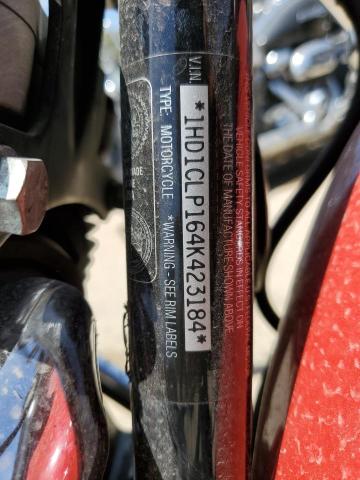 VEHICLE SAFETY STANDARDS IN EFFECT ON
THE DATE OF MANUFACTURE SHOWN ABOVE.
V.I.N.
*1HD1CLP164K423184*
TYPE: MOTORCYCLE *WARNING - SEE RIM LABELS